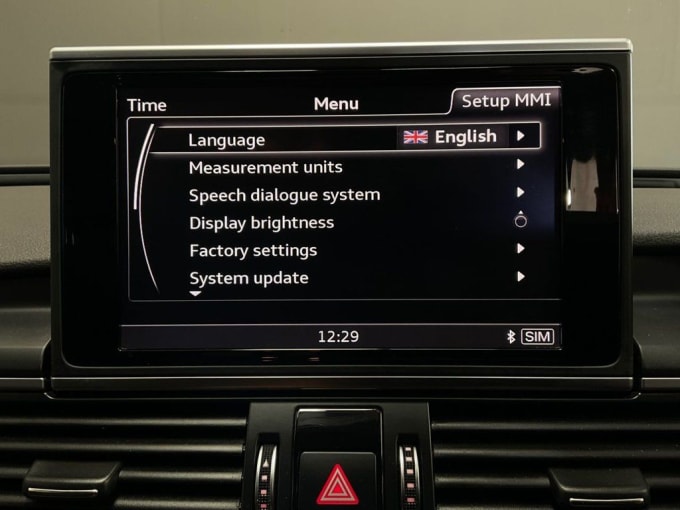 Time Menu Setup MMI
Language English
Measurement units
Speech dialogue system
Display brightness
Factory settings
System update
12:29 SIM